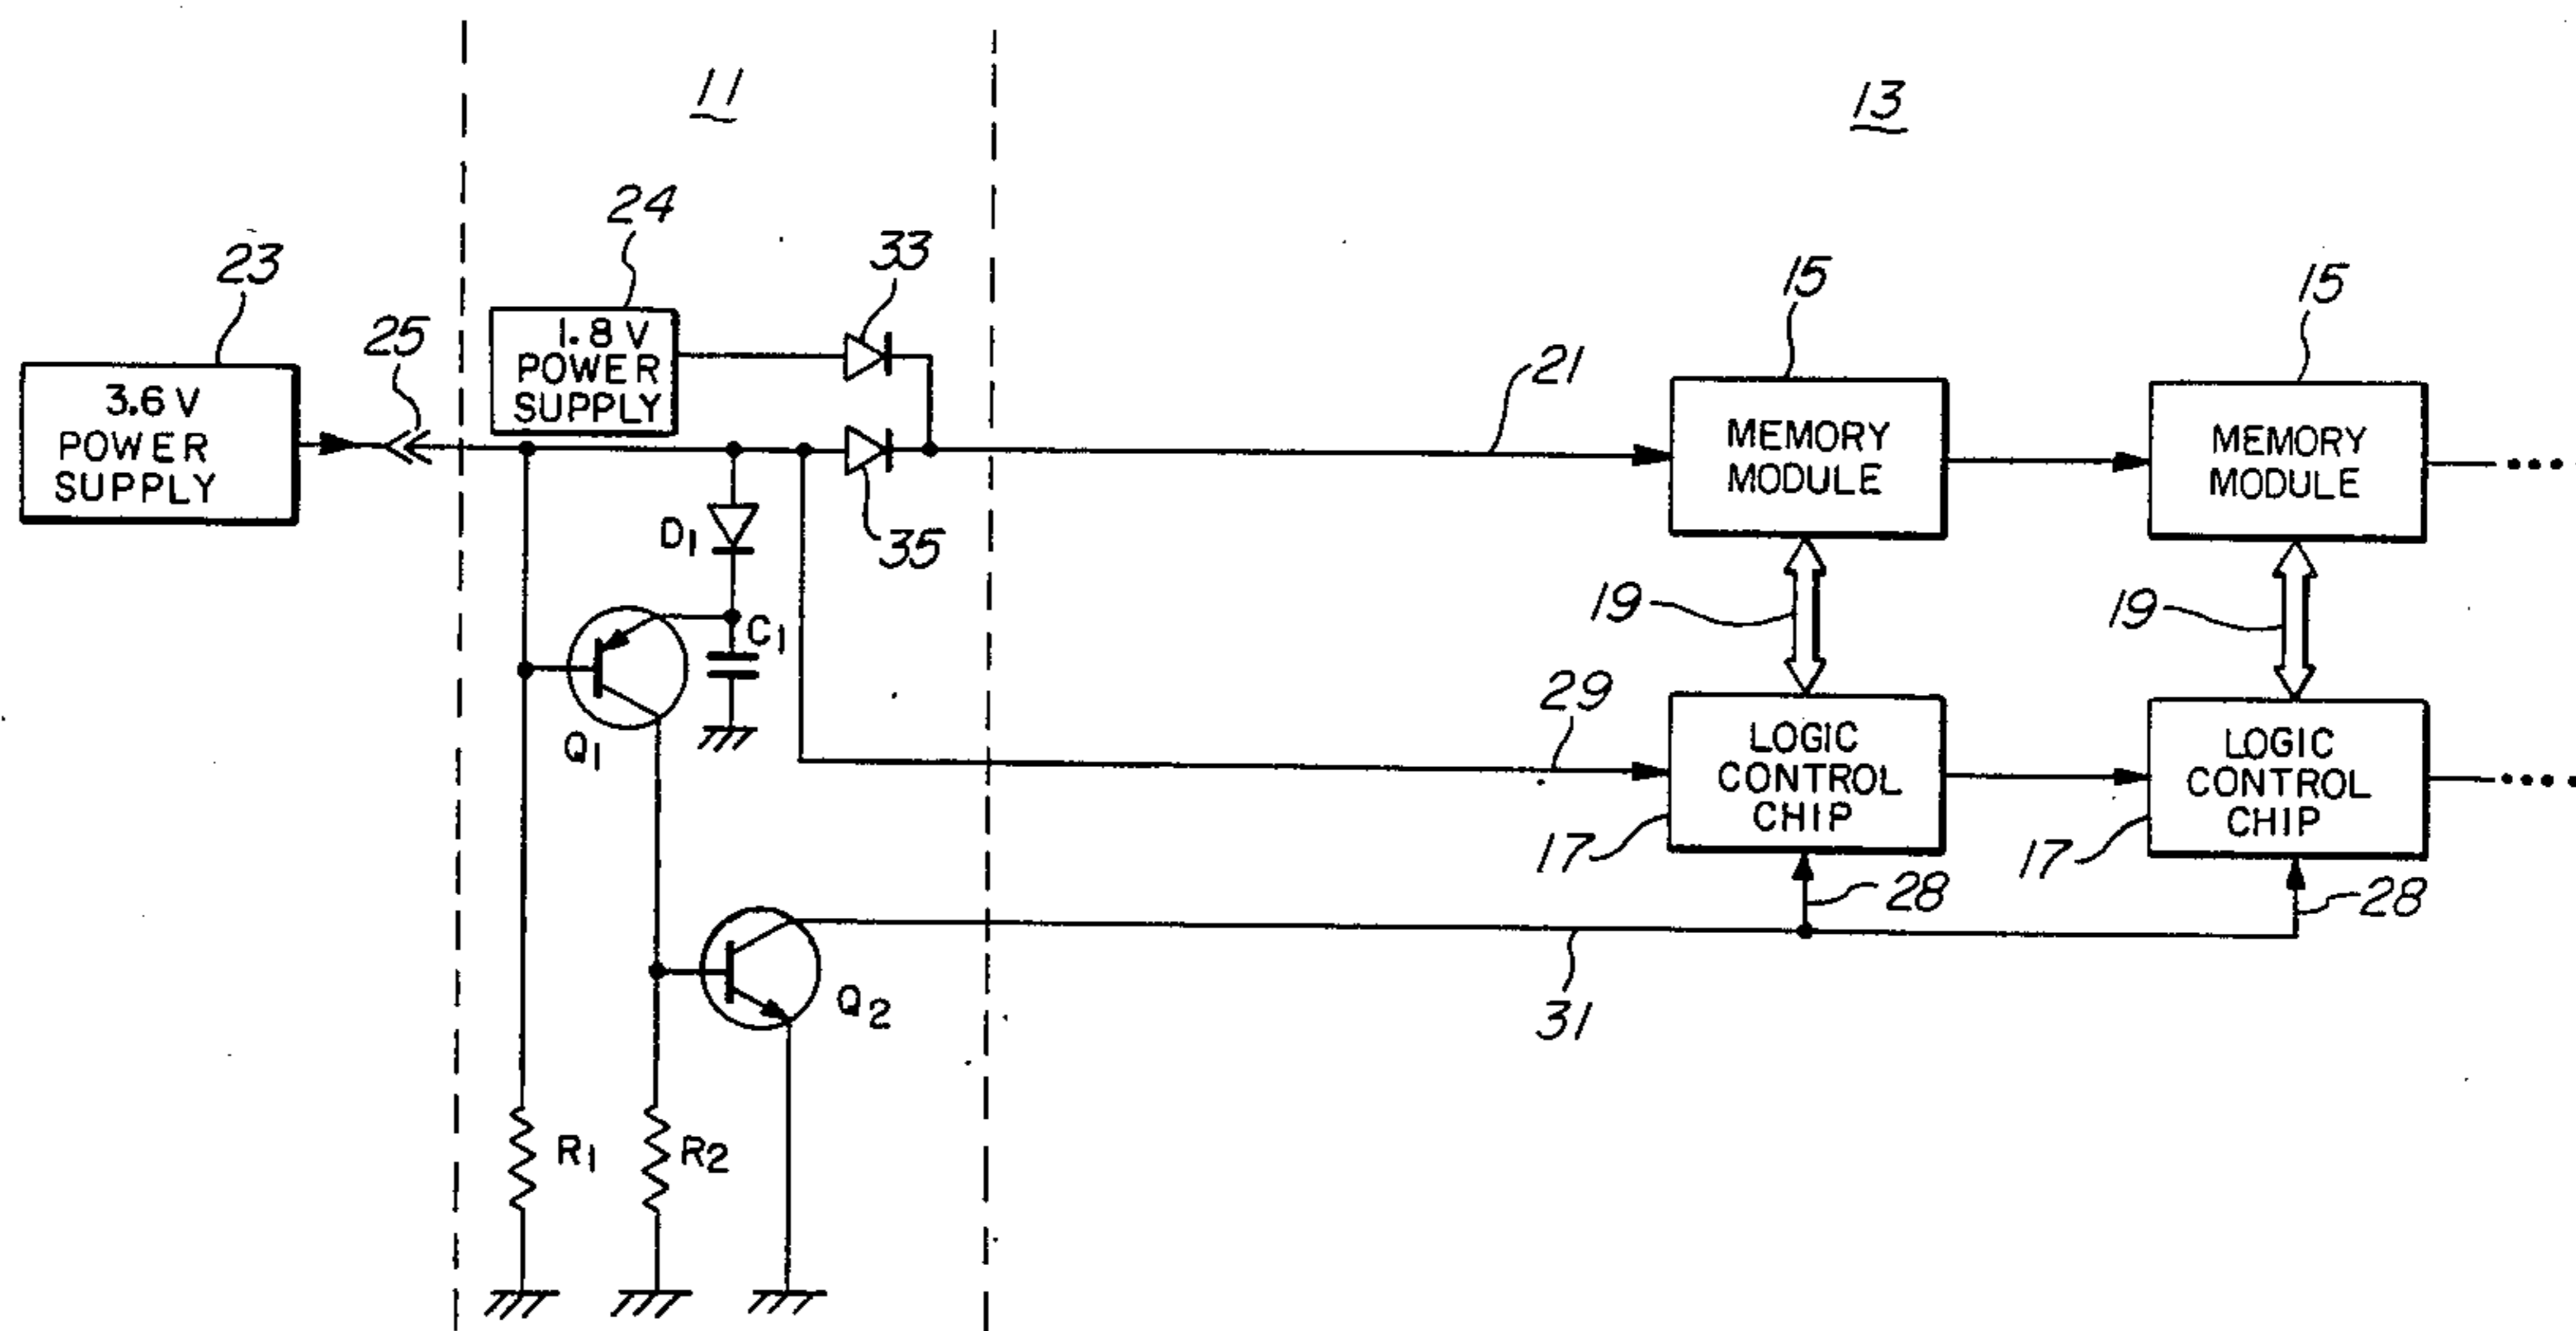 11
13
24
23
33
15
15
25
1.8 V
POWER
SUPPLY
21
3.6 V
POWER
SUPPLY
MEMORY
MODULE
MEMORY
MODULE
D1
35
19
19
C1
29
Q1
LOGIC
CONTROL
CHIP
LOGIC
CONTROL
CHIP
17
17
28
28
Q2
31
R1
R2